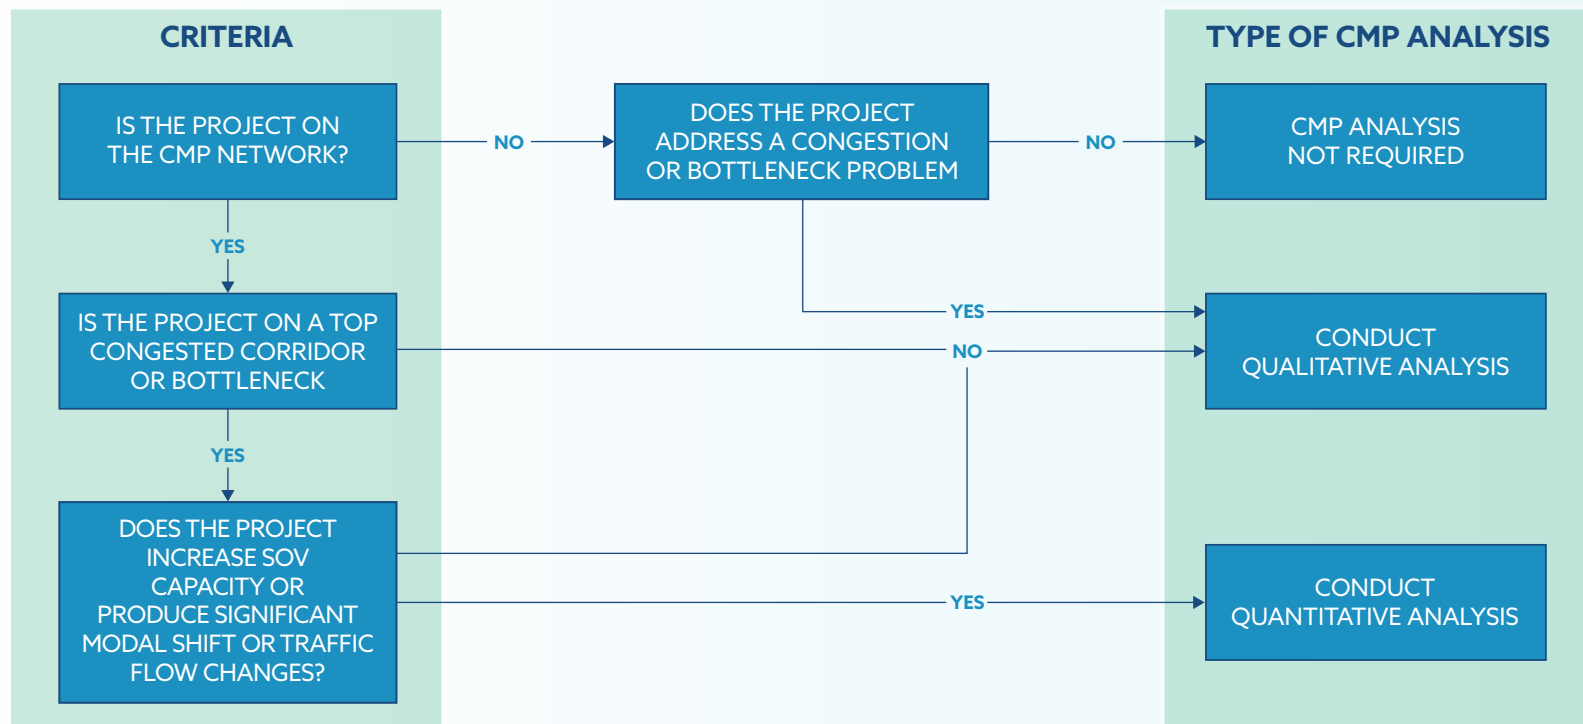 CRITERIA
TYPE OF CMP ANALYSIS
IS THE PROJECT ON
THE CMP NETWORK?
NO
DOES THE PROJECT
ADDRESS A CONGESTION
OR BOTTLENECK PROBLEM
NO
CMP ANALYSIS
NOT REQUIRED
YES
IS THE PROJECT ON A TOP
CONGESTED CORRIDOR
OR BOTTLENECK
YES
NO
CONDUCT
QUALITATIVE ANALYSIS
YES
DOES THE PROJECT
INCREASE SOV
CAPACITY OR
PRODUCE SIGNIFICANT
MODAL SHIFT OR TRAFFIC
FLOW CHANGES?
YES
CONDUCT
QUANTITATIVE ANALYSIS